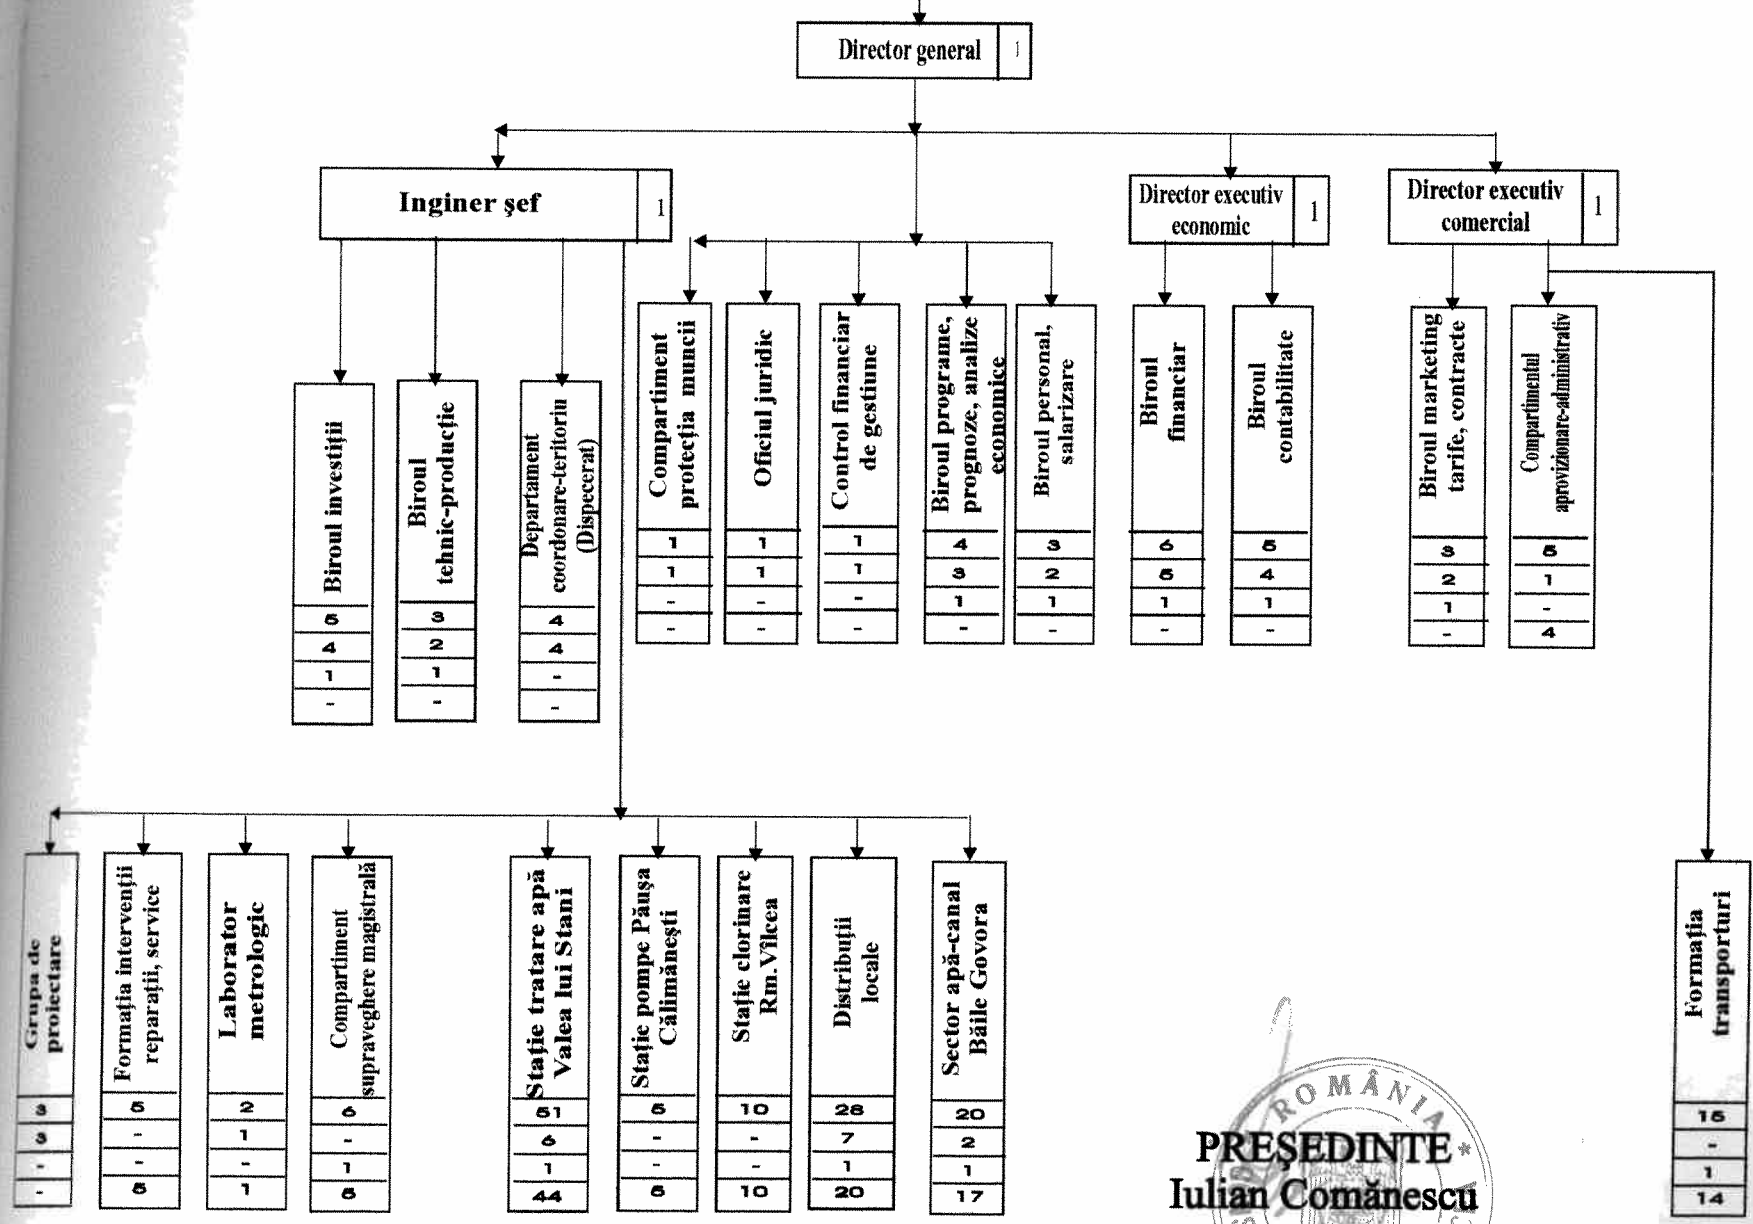 Director general 1
Inginer şef 1
Director executiv
economic 1
Director executiv
comercial 1
Biroul investiţii
5
4
1
-
Biroul
tehnic-producţie
3
2
1
-
Departament
coordonare-teritoriu
(Dispecerat)
4
4
-
-
Compartiment
protecţia muncii
1
1
-
-
Oficiul juridic
1
1
-
-
Control financiar
de gestiune
1
1
-
-
Biroul programe,
prognoze, analize
economice
4
3
1
-
Biroul personal,
salarizare
3
2
1
-
Biroul
financiar
6
5
1
-
Biroul
contabilitate
5
4
1
-
Biroul marketing
tarife, contracte
3
2
1
-
Compartimentul
aprovizionare-administrativ
5
1
-
4
Grupa de
proiectare
3
3
-
-
Formaţia intervenţii
reparaţii, service
5
-
-
5
Laborator
metrologic
2
1
-
1
Compartiment
supraveghere magistrală
6
-
1
5
Staţie tratare apă
Valea lui Stani
51
6
1
44
Staţie pompe Păuşa
Călimăneşti
5
-
-
5
Staţie clorinare
Rm.Vîlcea
10
-
-
10
Distribuţii
locale
28
7
1
20
Sector apă-canal
Băile Govora
20
2
1
17
Formaţia
transporturi
15
-
1
14
ROMÂNIA *
PREŞEDINTE
Iulian Comănescu